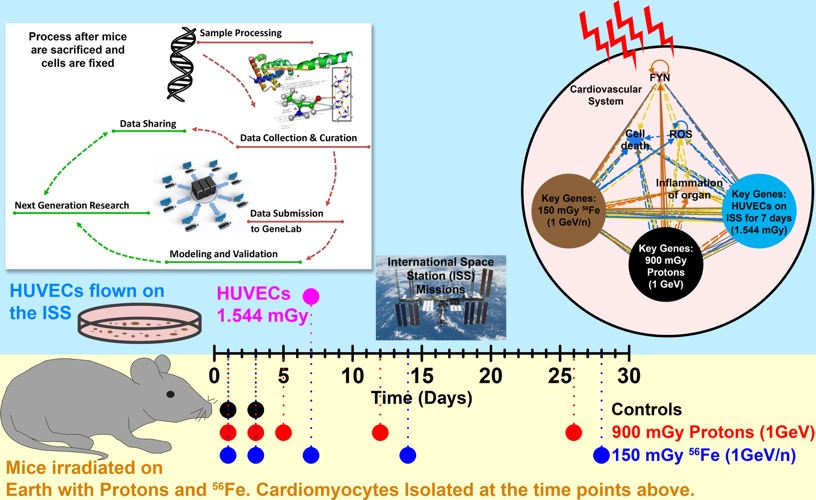 Process after mice
are sacrificed and
cells are fixed
Sample Processing
Data Sharing
Data Collection & Curation
Next Generation Research
Data Submission
to GeneLab
Modeling and Validation
Cardiovascular
System
FYN
Cell
death
ROS
Inflammation
of organ
Key Genes:
150 mGy ⁵⁶Fe
(1 GeV/n)
Key Genes:
HUVECs on
ISS for 7 days
(1.544 mGy)
Key Genes:
900 mGy
Protons
(1 GeV)
HUVECs flown on
the ISS
HUVECs
1.544 mGy
International Space
Station (ISS)
Missions
0 5 10 15 20 25 30
Time (Days)
Controls
900 mGy Protons (1GeV)
150 mGy ⁵⁶Fe (1GeV/n)
Mice irradiated on
Earth with Protons and ⁵⁶Fe. Cardiomyocytes Isolated at the time points above.